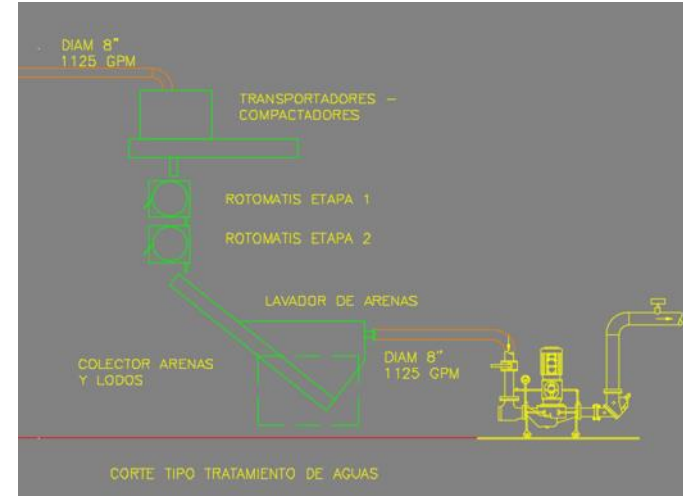 DIAM 8"
1125 GPM
TRANSPORTADORES -
COMPACTADORES
ROTOMATIS ETAPA 1
ROTOMATIS ETAPA 2
LAVADOR DE ARENAS
COLECTOR ARENAS
Y LODOS
DIAM 8"
1125 GPM
CORTE TIPO TRATAMIENTO DE AGUAS